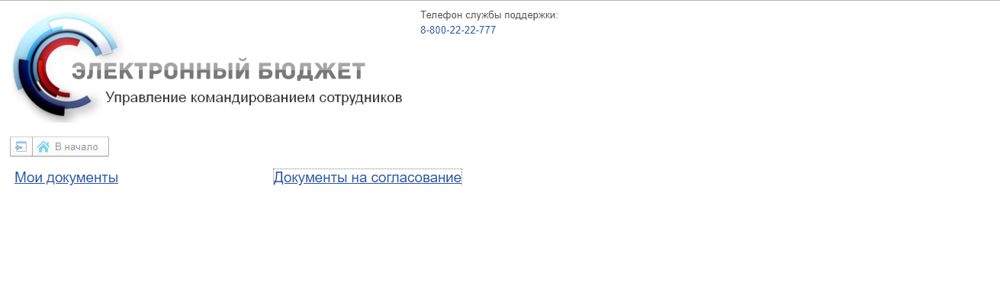 Телефон службы поддержки:
8-800-22-22-777
ЭЛЕКТРОННЫЙ БЮДЖЕТ
Управление командированием сотрудников
В начало
Мои документы
Документы на согласование